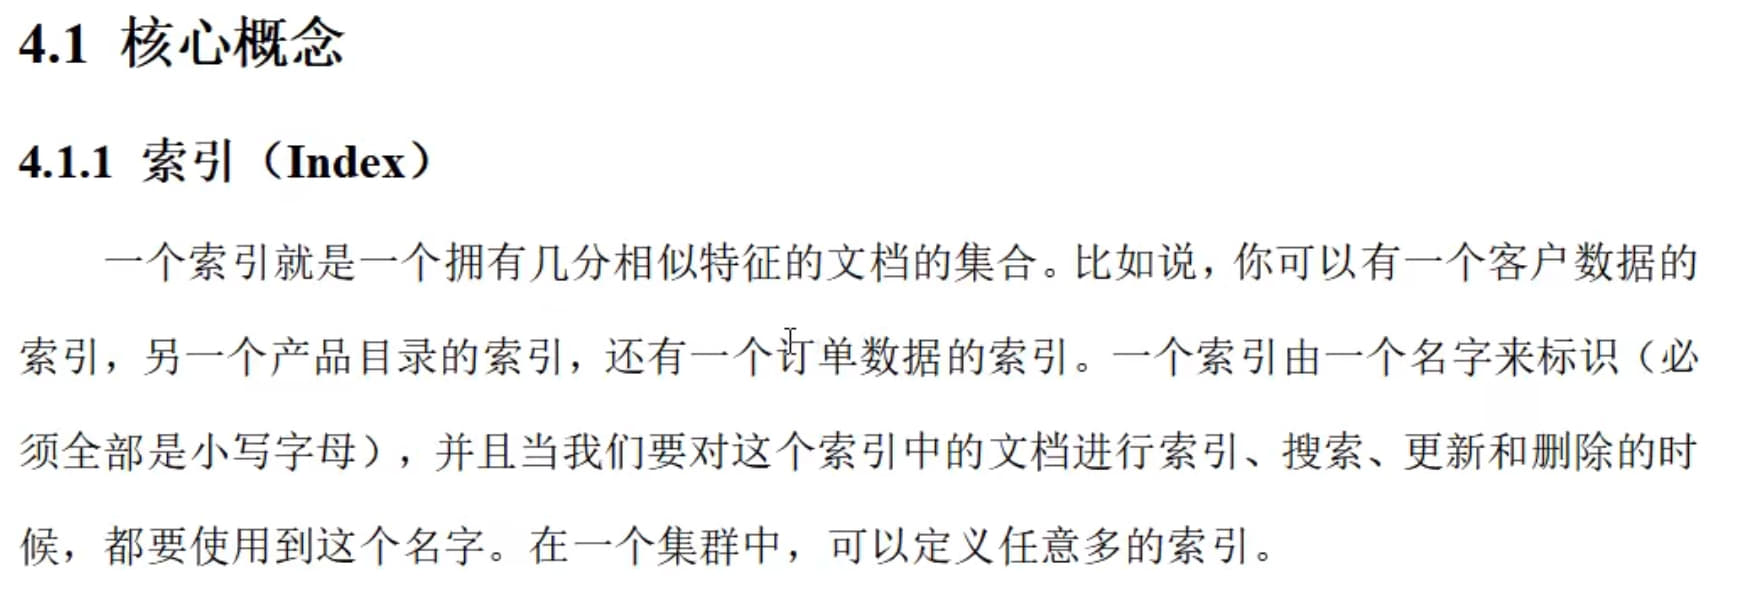 4.1 核心概念
4.1.1 索引（Index）
一个索引就是一个拥有几分相似特征的文档的集合。比如说，你可以有一个客户数据的
索引，另一个产品目录的索引，还有一个订单数据的索引。一个索引由一个名字来标识（必
须全部是小写字母），并且当我们要对这个索引中的文档进行索引、搜索、更新和删除的时
候，都要使用到这个名字。在一个集群中，可以定义任意多的索引。